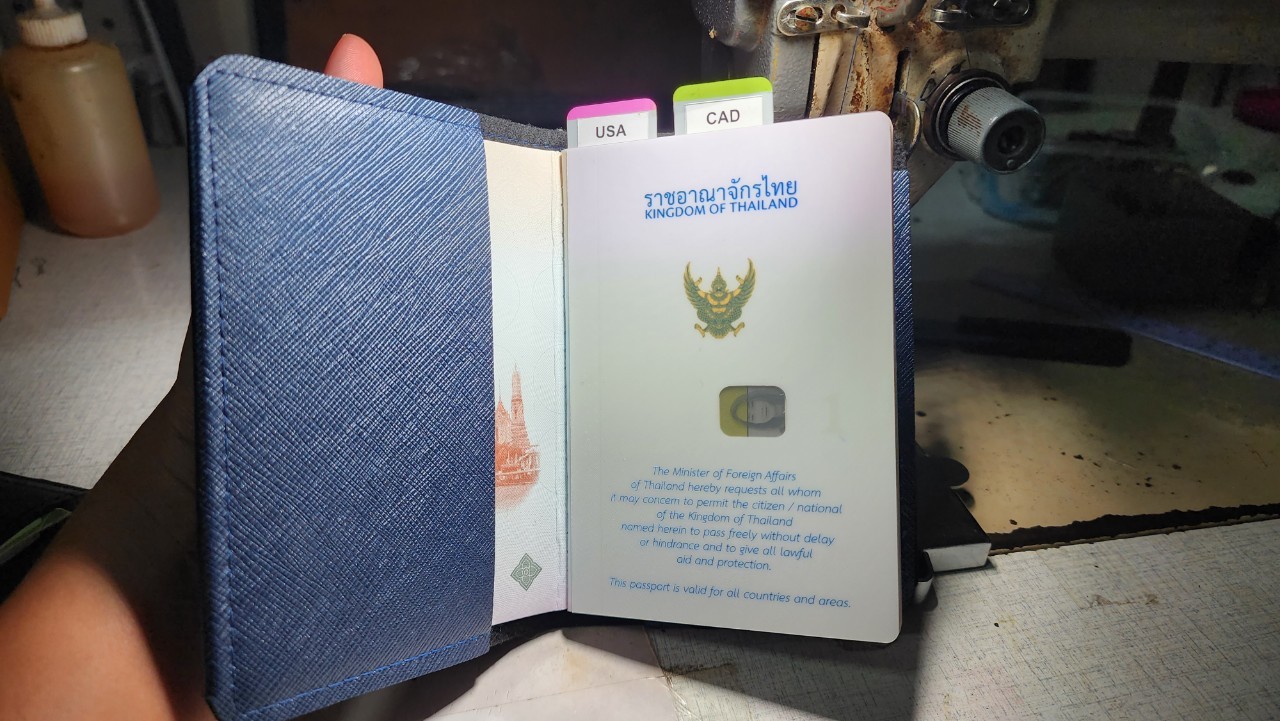 USA
CAD
ราชอาณาจักรไทย
KINGDOM OF THAILAND
The Minister of Foreign Affairs
of Thailand hereby requests all whom
it may concern to permit the citizen / national
of the Kingdom of Thailand
named herein to pass freely without delay
or hindrance and to give all lawful
aid and protection.
This passport is valid for all countries and areas.